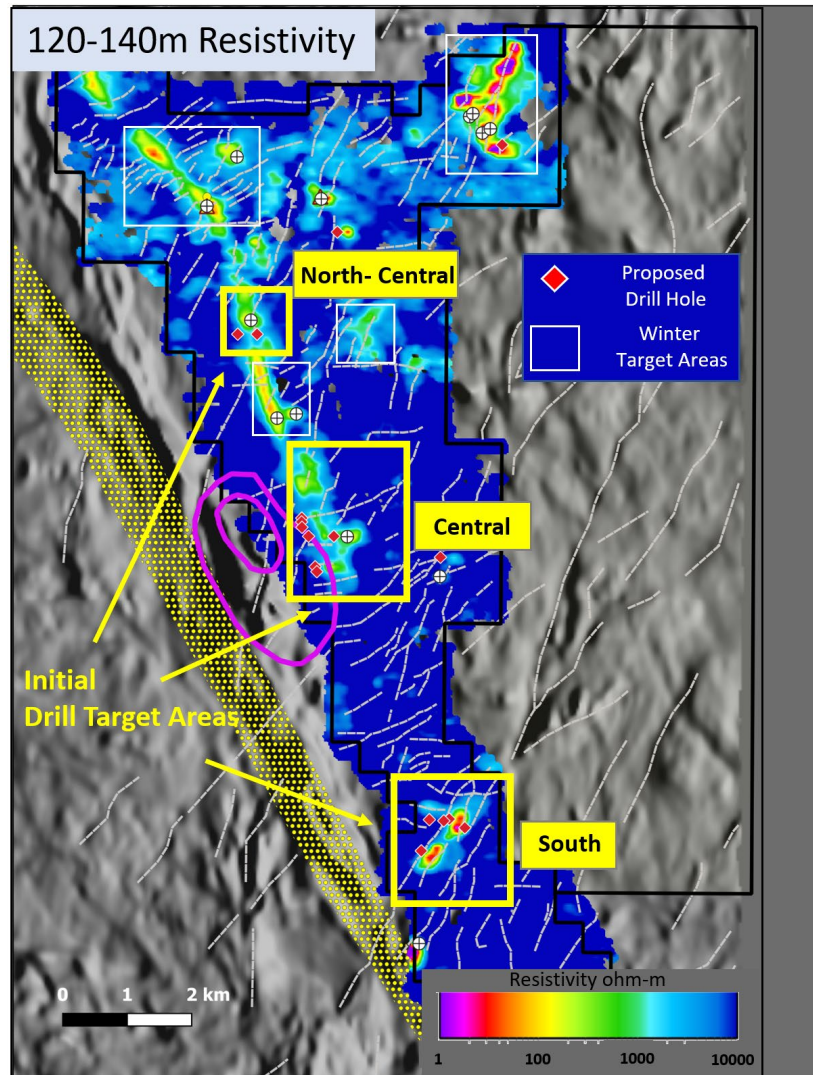 120-140m Resistivity
North- Central
Proposed
Drill Hole
Winter
Target Areas
Central
Initial
Drill Target Areas
South
0 1 2 km
Resistivity ohm-m
1 100 1000 10000